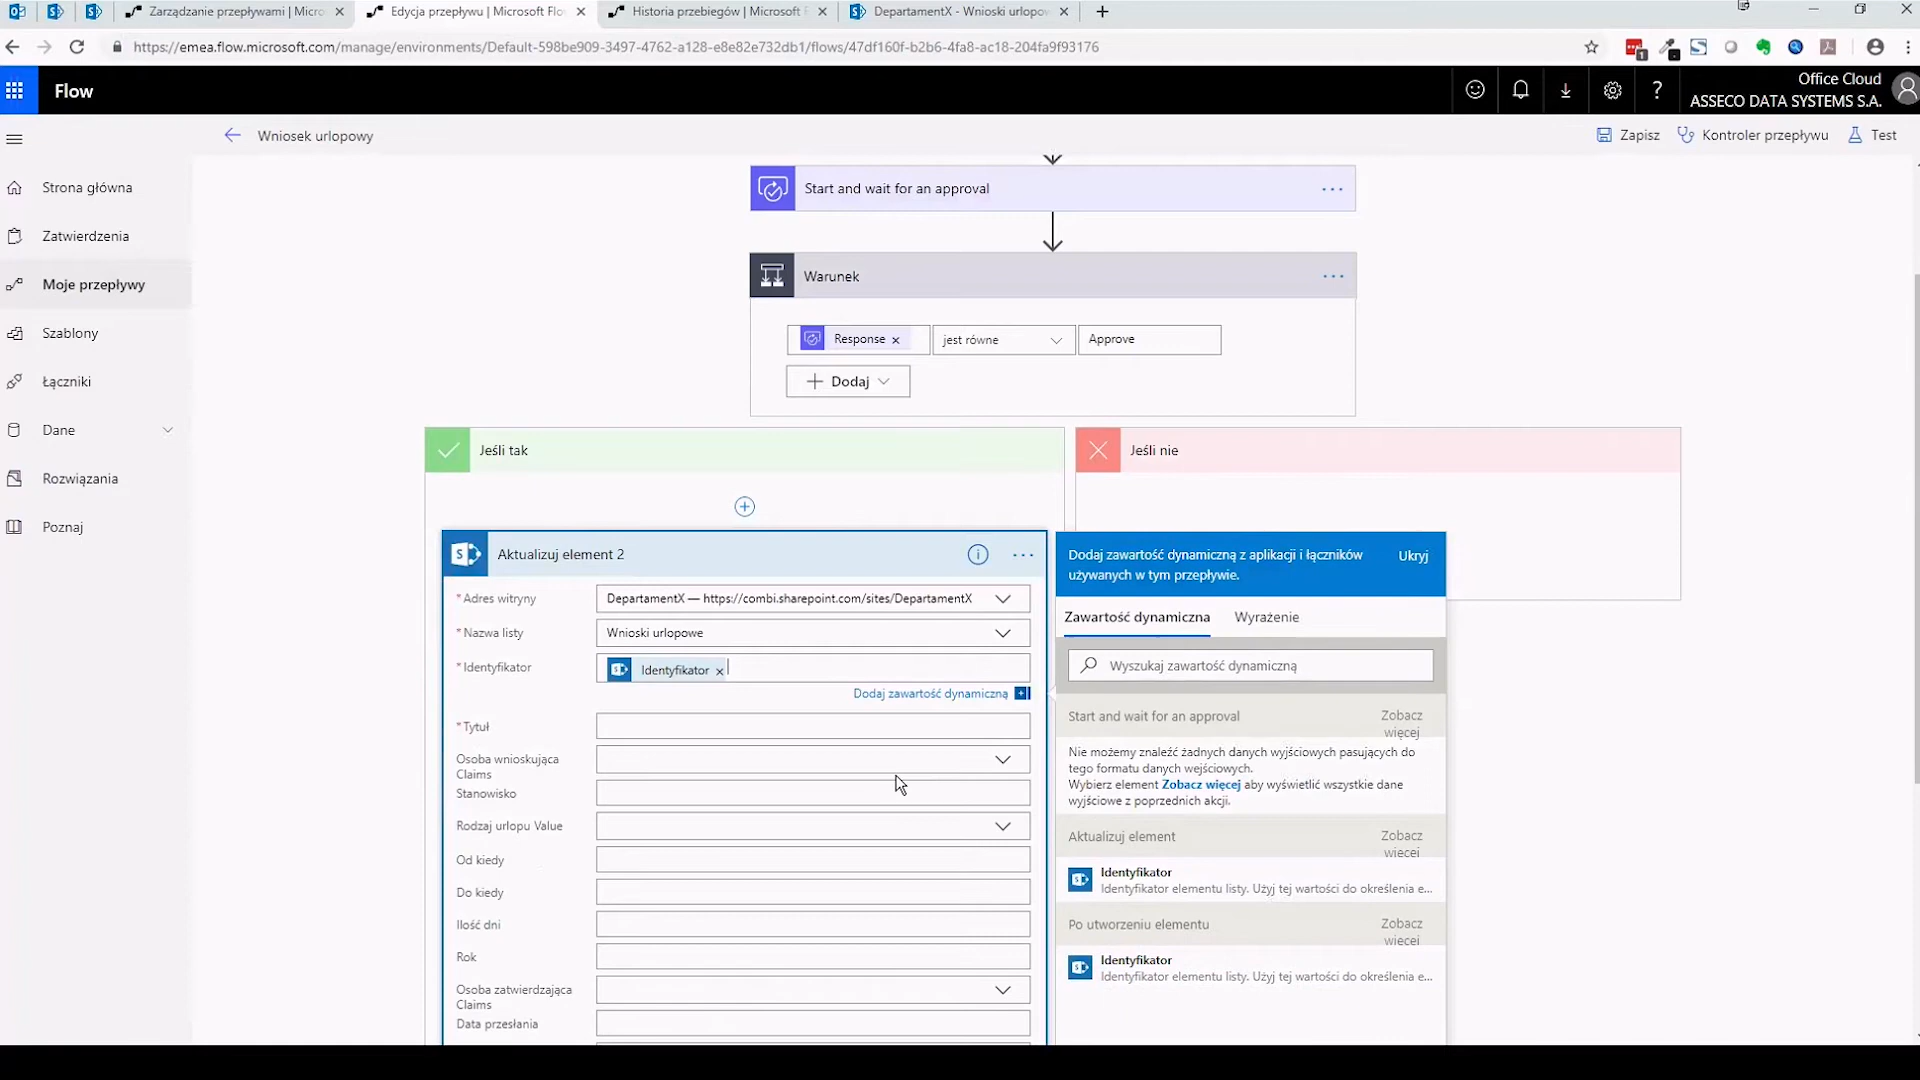 Zarządzanie przepływami | Micro
Edycja przepływu | Microsoft Flo
Historia przebiegów | Microsoft F
DepartamentX - Wnioski urlopow
https://emea.flow.microsoft.com/manage/environments/Default-598be909-3497-4762-a128-e8e82e732db1/flows/47df160f-b2b6-4fa8-ac18-204fa9f93176
Flow
Office Cloud
ASSECO DATA SYSTEMS S.A.
Wniosek urlopowy
Zapisz
Kontroler przepływu
Test
Strona główna
Zatwierdzenia
Moje przepływy
Szablony
Łączniki
Dane
Rozwiązania
Poznaj
Start and wait for an approval
Warunek
Response
jest równe
Approve
Dodaj
Jeśli tak
Jeśli nie
Aktualizuj element 2
* Adres witryny
DepartamentX — https://combi.sharepoint.com/sites/DepartamentX
* Nazwa listy
Wnioski urlopowe
* Identyfikator
Identyfikator
Dodaj zawartość dynamiczną
* Tytuł
Osoba wnioskująca
Claims
Stanowisko
Rodzaj urlopu Value
Od kiedy
Do kiedy
Ilość dni
Rok
Osoba zatwierdzająca
Claims
Data przesłania
Dodaj zawartość dynamiczną z aplikacji i łączników
używanych w tym przepływie.
Ukryj
Zawartość dynamiczna
Wyrażenie
Wyszukaj zawartość dynamiczną
Start and wait for an approval
Zobacz
więcej
Nie możemy znaleźć żadnych danych wyjściowych pasujących do
tego formatu danych wejściowych.
Wybierz element Zobacz więcej aby wyświetlić wszystkie dane
wyjściowe z poprzednich akcji.
Aktualizuj element
Zobacz
więcej
Identyfikator
Identyfikator elementu listy. Użyj tej wartości do określenia e...
Po utworzeniu elementu
Zobacz
więcej
Identyfikator
Identyfikator elementu listy. Użyj tej wartości do określenia e...